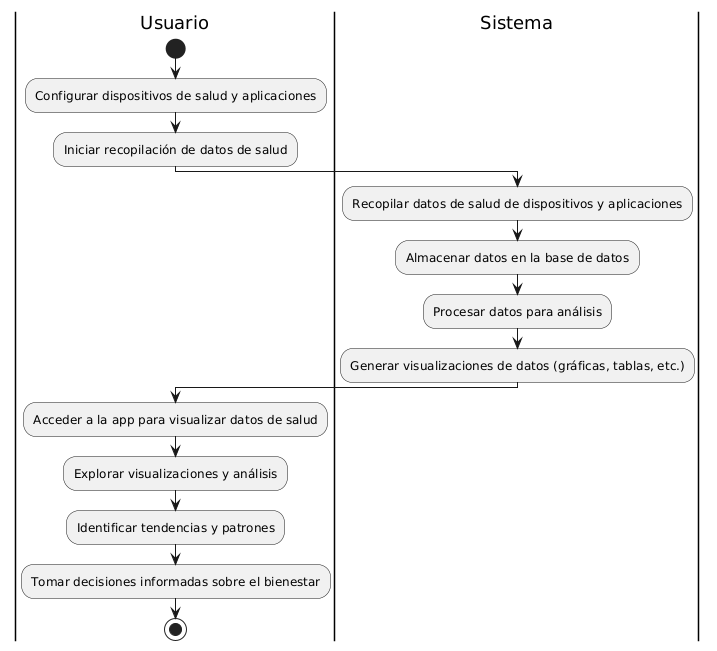 Usuario
Sistema
Configurar dispositivos de salud y aplicaciones
Iniciar recopilación de datos de salud
Recopilar datos de salud de dispositivos y aplicaciones
Almacenar datos en la base de datos
Procesar datos para análisis
Generar visualizaciones de datos (gráficas, tablas, etc.)
Acceder a la app para visualizar datos de salud
Explorar visualizaciones y análisis
Identificar tendencias y patrones
Tomar decisiones informadas sobre el bienestar